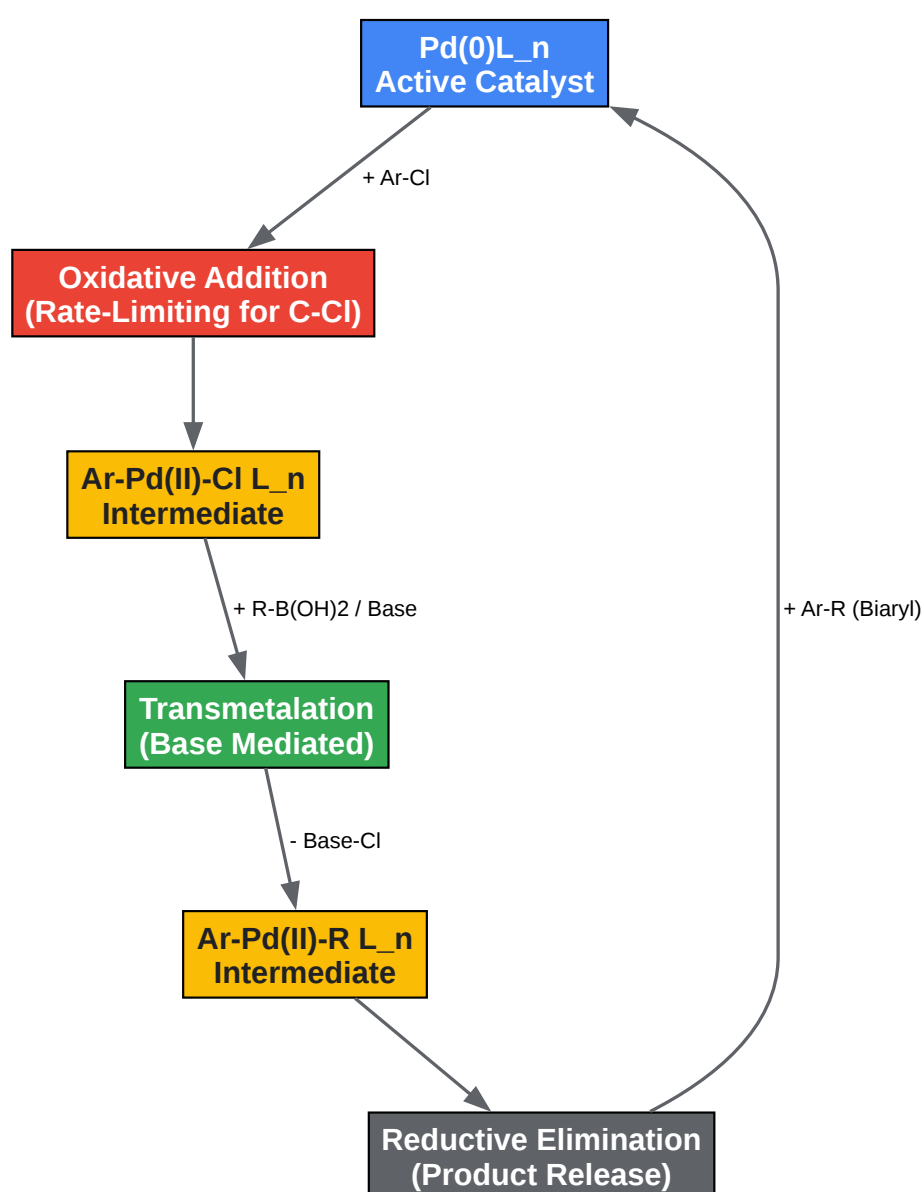 Pd(0)L_n
Active Catalyst
+ Ar-Cl
Oxidative Addition
(Rate-Limiting for C-Cl)
Ar-Pd(II)-Cl L_n
Intermediate
+ R-B(OH)2 / Base
+ Ar-R (Biaryl)
Transmetalation
(Base Mediated)
- Base-Cl
Ar-Pd(II)-R L_n
Intermediate
Reductive Elimination
(Product Release)